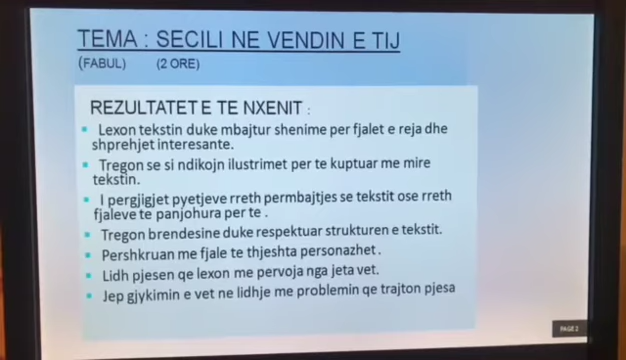 TEMA : SECILI NE VENDIN E TIJ
(FABUL) (2 ORE)
REZULTATET E TE NXENIT :
Lexon tekstin duke mbajtur shenime per fjalet e reja dhe
shprehjet interesante.
Tregon se si ndikojn ilustrimet per te kuptuar me mire
tekstin.
I pergjigjet pyetjeve rreth permbajtjes se tekstit ose rreth
fjaleve te panjohura per te .
Tregon brendesine duke respektuar strukturen e tekstit.
Pershkruan me fjale te thjeshta personazhet.
Lidh pjesen qe lexon me pervoja nga jeta vet.
Jep gjykimin e vet ne lidhje me problemin qe trajton pjesa
PAGE 2